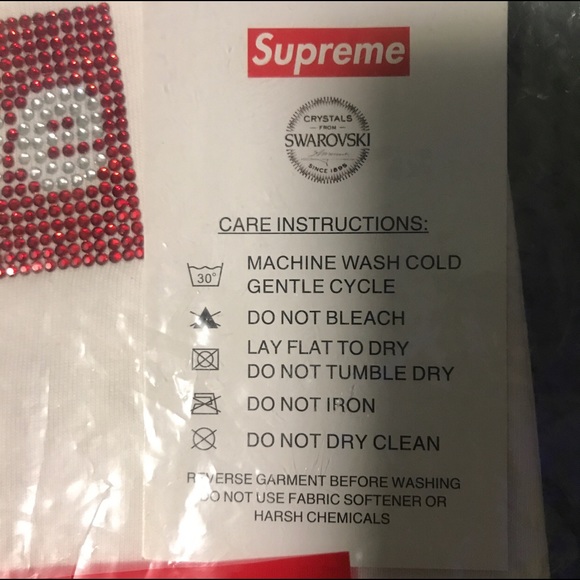 Supreme
CRYSTALS
FROM
SWAROVSKI
SINCE 1895
CARE INSTRUCTIONS:
30°
MACHINE WASH COLD
GENTLE CYCLE
DO NOT BLEACH
LAY FLAT TO DRY
DO NOT TUMBLE DRY
DO NOT IRON
DO NOT DRY CLEAN
REVERSE GARMENT BEFORE WASHING
DO NOT USE FABRIC SOFTENER OR
HARSH CHEMICALS
e